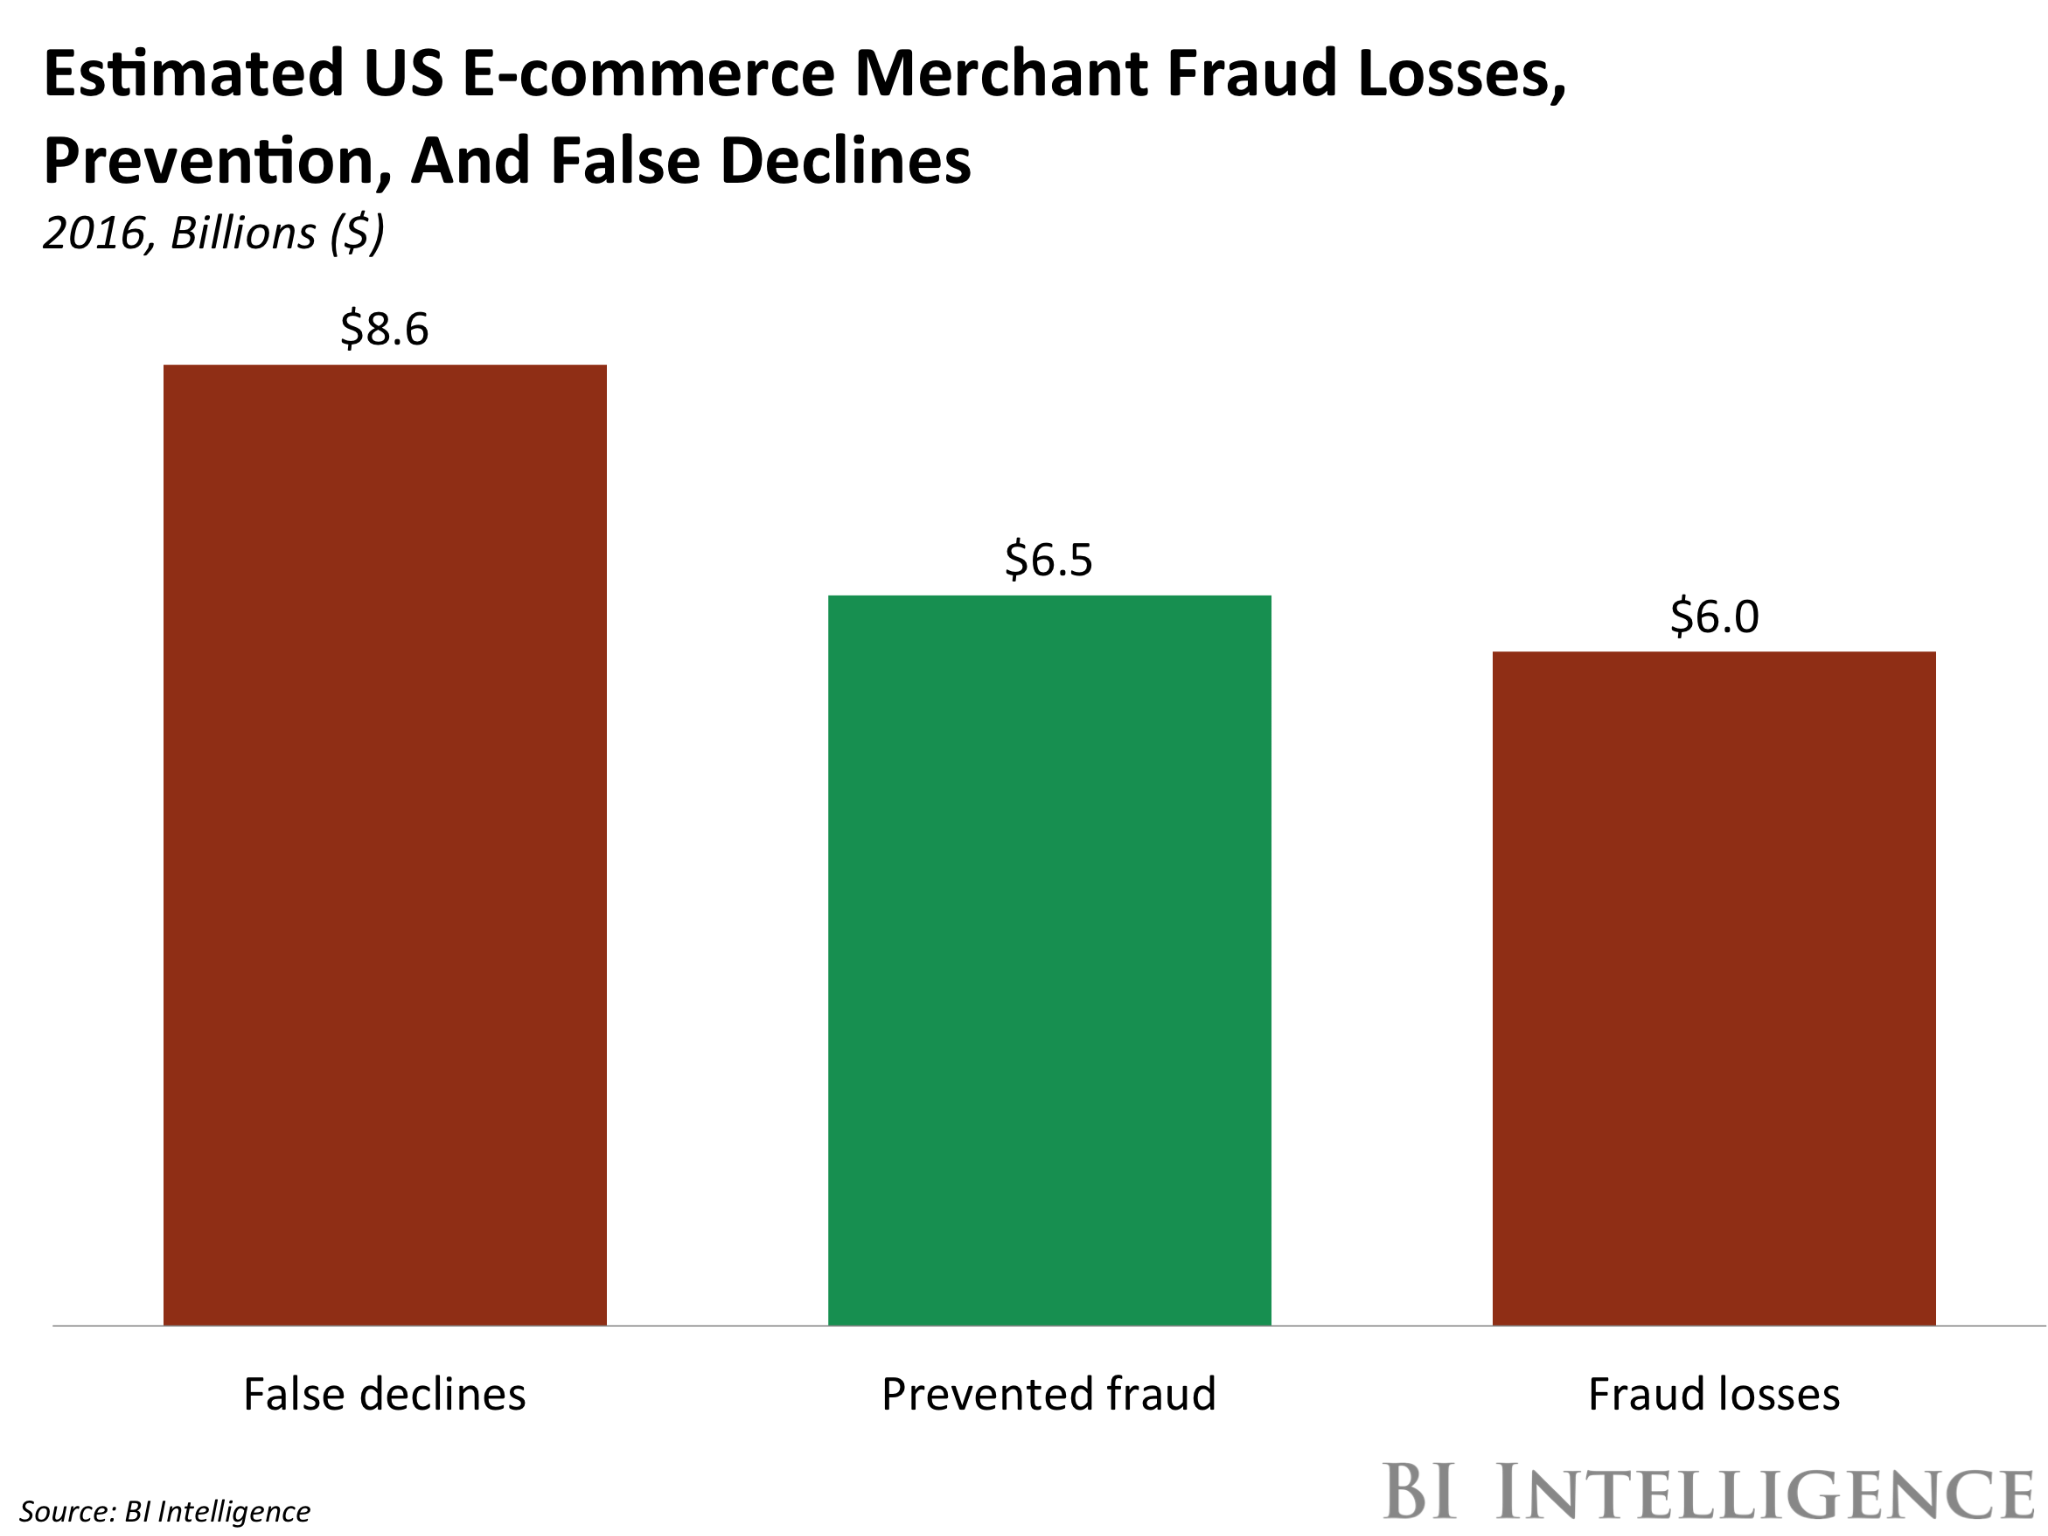 Estimated US E-commerce Merchant Fraud Losses,
Prevention, And False Declines
2016, Billions ($)
$8.6
$6.5
$6.0
False declines
Prevented fraud
Fraud losses
BI INTELLIGENCE
Source: BI Intelligence